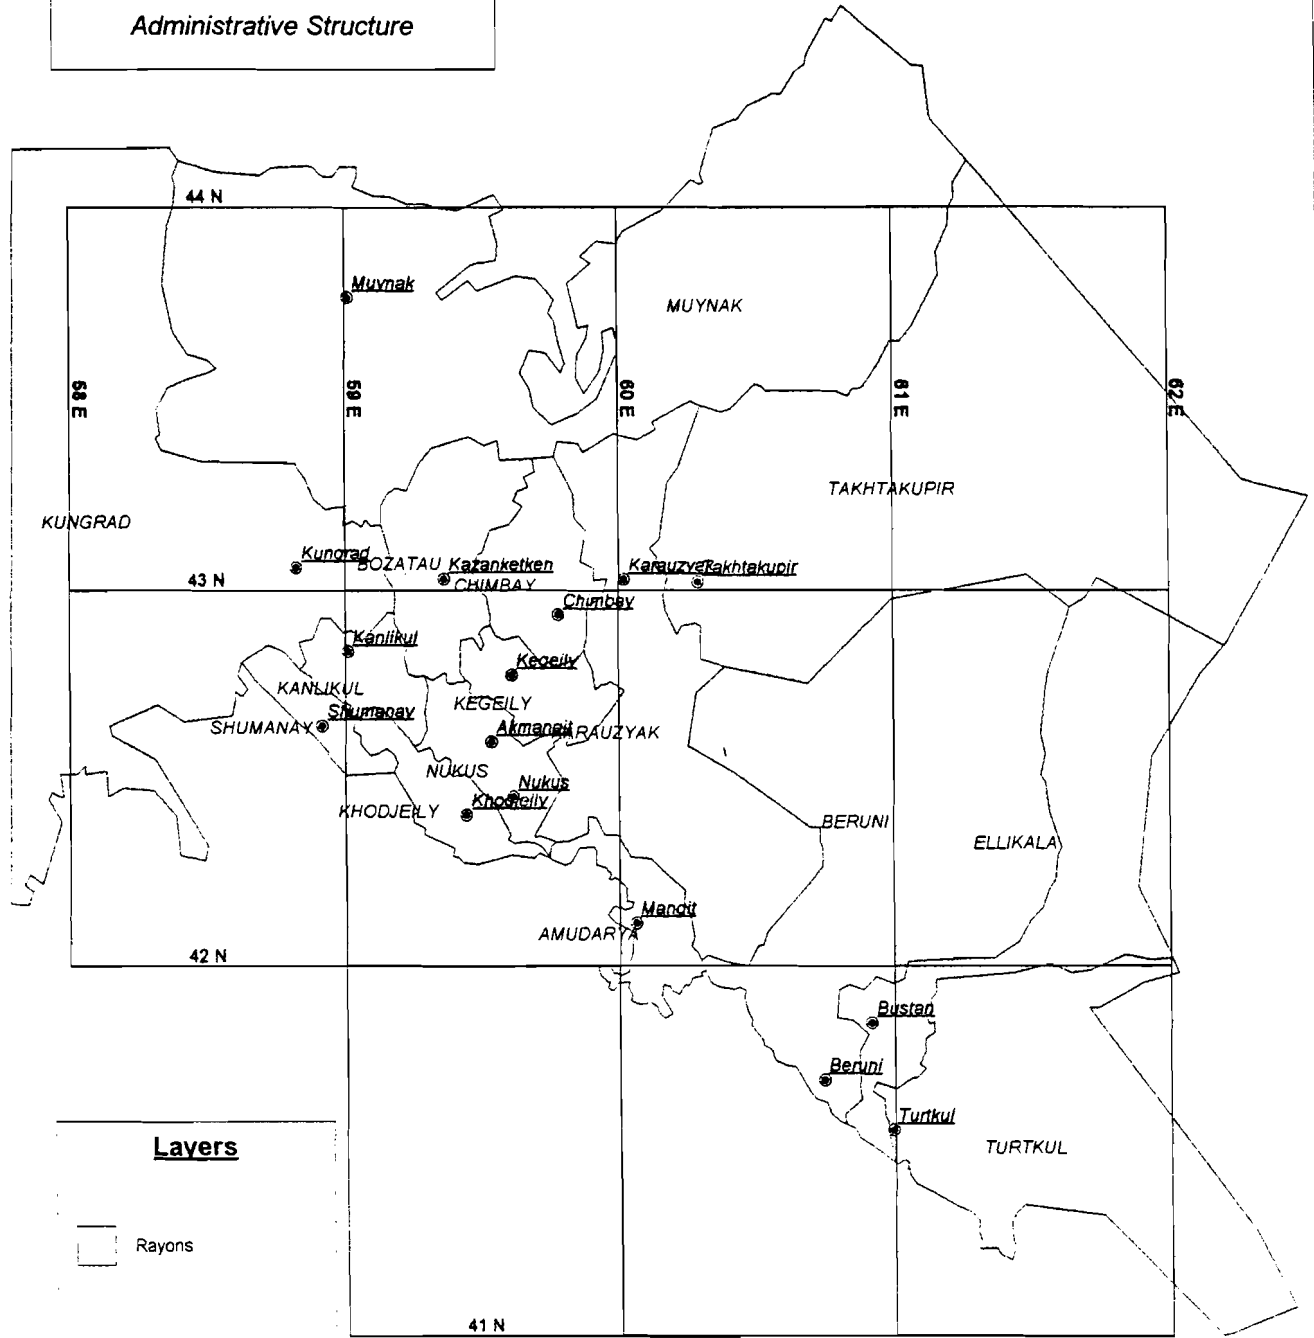 Administrative Structure
44 N
Muynak
MUYNAK
58 E
59 E
60 E
61 E
62 E
TAKHTAKUPIR
KUNGRAD
Kungrad
BOZATAU
Kazanketken
Karauzyak
Takhtakupir
43 N
CHIMBAY
Chimbay
Kanlikul
Kegeily
KANLIKUL
KEGEILY
Shumanay
SHUMANAY
Akmangit
KARAUZYAK
NUKUS
Nukus
Khodjeily
KHODJEILY
BERUNI
ELLIKALA
Mangit
AMUDARYA
42 N
Bustan
Beruni
Turtkul
TURTKUL
Layers
Rayons
41 N